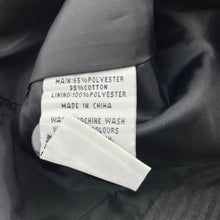 MAIN:65%POLYESTER
35%COTTON
LINING:100%POLYESTER
MADE IN CHINA
MACHINE WASH
COLOURS